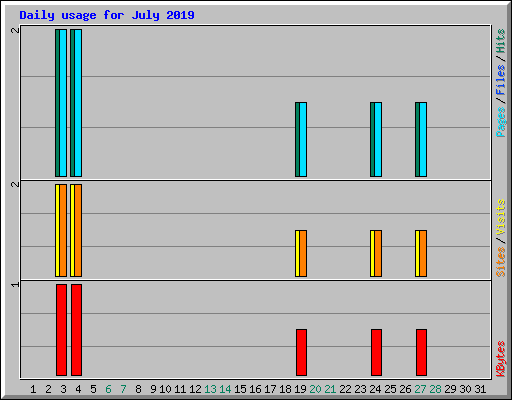 Daily usage for July 2019
2
2
1
Pages/Files/Hits
Sites/Visits
KBytes
1 2 3 4 5 6 7 8 9 10 11 12 13 14 15 16 17 18 19 20 21 22 23 24 25 26 27 28 29 30 31